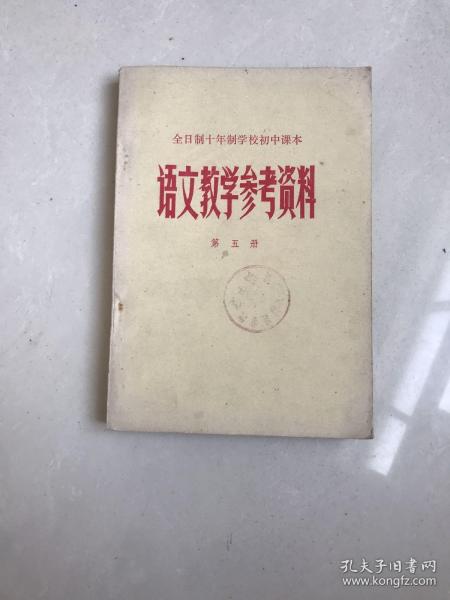 全日制十年制学校初中课本
语文教学参考资料
第五册
孔夫子旧书网
www.kongfz.com